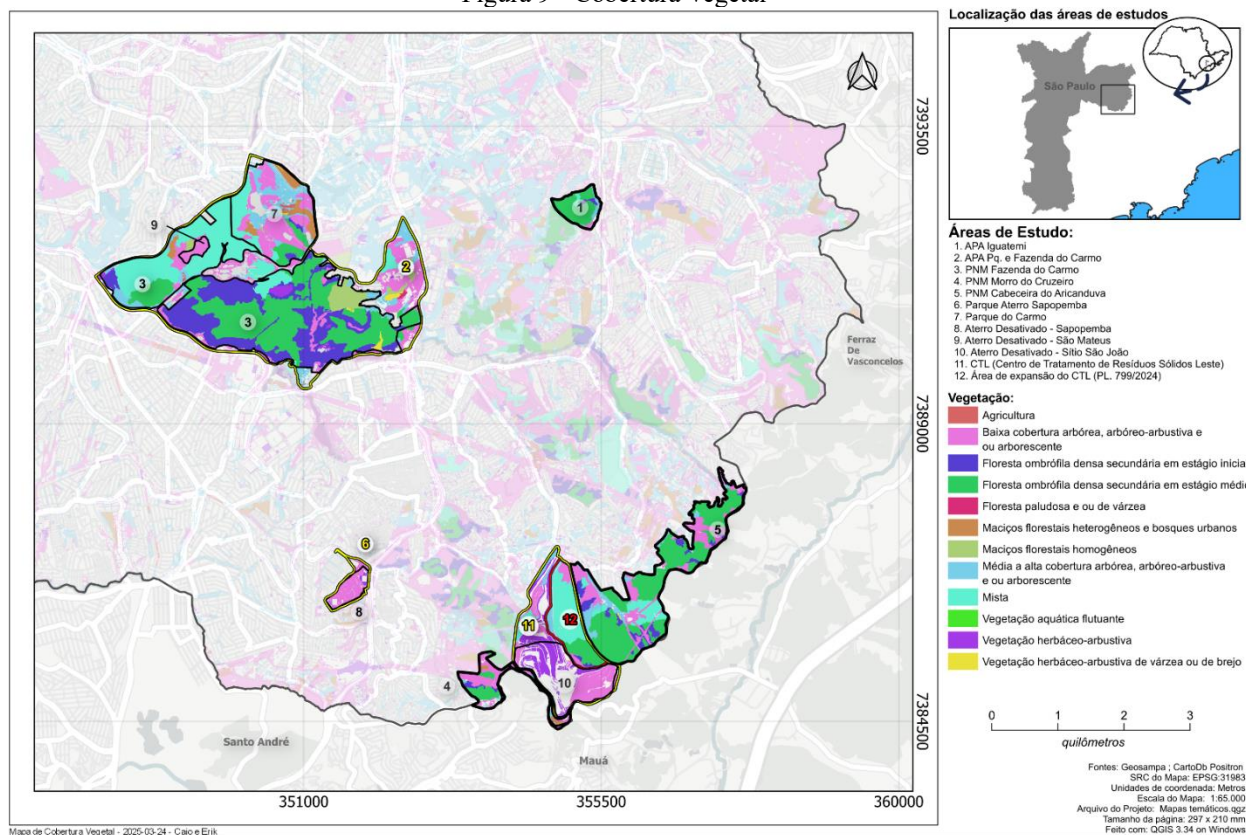 Figura 9 - Cobertura Vegetal
Localização das áreas de estudos
São Paulo
Áreas de Estudo:
1. APA Iguatemi
2. APA Pq. e Fazenda do Carmo
3. PNM Fazenda do Carmo
4. PNM Morro do Cruzeiro
5. PNM Cabeceira do Aricanduva
6. Parque Aterro Sapopemba
7. Parque do Carmo
8. Aterro Desativado - Sapopemba
9. Aterro Desativado - São Mateus
10. Aterro Desativado - Sítio São João
11. CTL (Centro de Tratamento de Resíduos Sólidos Leste)
12. Área de expansão do CTL (PL. 799/2024)
Vegetação:
Agricultura
Baixa cobertura arbórea, arbóreo-arbustiva e
ou arborescente
Floresta ombrófila densa secundária em estágio inicia
Floresta ombrófila densa secundária em estágio médi
Floresta paludosa e ou de várzea
Maciços florestais heterogêneos e bosques urbanos
Maciços florestais homogêneos
Média a alta cobertura arbórea, arbóreo-arbustiva
e ou arborescente
Mista
Vegetação aquática flutuante
Vegetação herbáceo-arbustiva
Vegetação herbáceo-arbustiva de várzea ou de brejo
0 1 2 3
quilômetros
Fontes: Geosampa ; CartoDb Positron
SRC do Mapa: EPSG:31983
Unidades de coordenada: Metros
Escala do Mapa: 1:65.000
Arquivo do Projeto: Mapas temáticos.qgz
Tamanho da página: 297 x 210 mm
Feito com: QGIS 3.34 on Windows
7393500
7389000
7384500
351000
355500
360000
9
7
3
3
2
1
Ferraz
De
Vasconcelos
6
8
5
11
12
10
4
Santo André
Mauá
Mapa de Cobertura Vegetal - 2025-03-24 - Caio e Erik